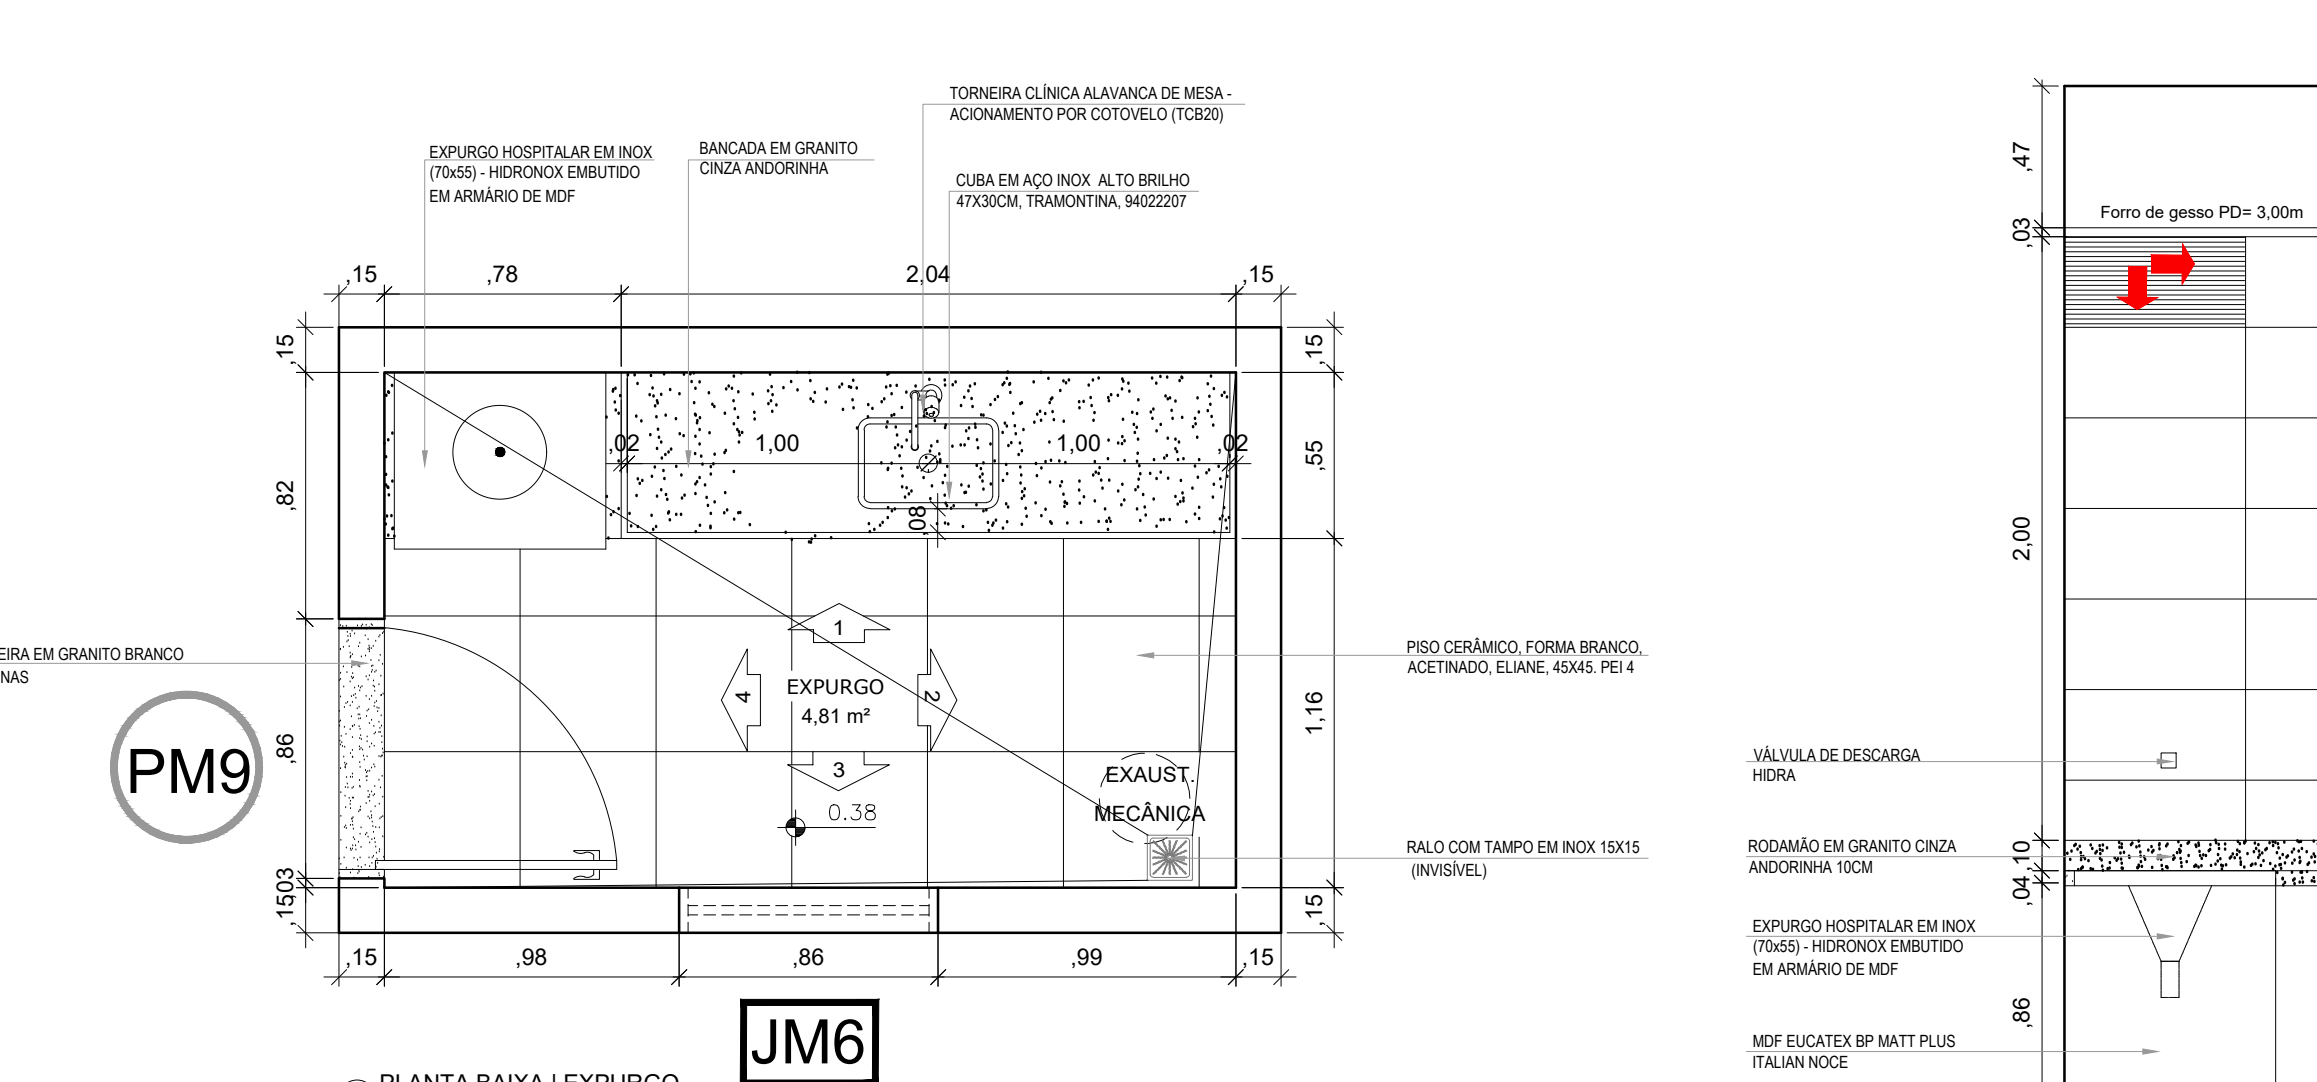 TORNEIRA CLÍNICA ALAVANCA DE MESA -
ACIONAMENTO POR COTOVELO (TCB20)
EXPURGO HOSPITALAR EM INOX
(70x55) - HIDRONOX EMBUTIDO
EM ARMÁRIO DE MDF
BANCADA EM GRANITO
CINZA ANDORINHA
CUBA EM AÇO INOX ALTO BRILHO
47X30CM, TRAMONTINA, 94022207
,15
,78
2,04
,15
,15
,82
,86
,03
,15
,15
,55
1,16
,15
,02
1,00
1,00
,02
,08
1
4
EXPURGO
4,81 m²
2
3
0.38
EXAUST.
MECÂNICA
EIRA EM GRANITO BRANCO
NAS
PM9
PISO CERÂMICO, FORMA BRANCO,
ACETINADO, ELIANE, 45X45. PEI 4
RALO COM TAMPO EM INOX 15X15
(INVISÍVEL)
,15
,98
,86
,99
,15
JM6
PLANTA BAIXA | EXPURGO
,47
Forro de gesso PD= 3,00m
,03
2,00
VÁLVULA DE DESCARGA
HIDRA
RODAMÃO EM GRANITO CINZA
ANDORINHA 10CM
,10
,04
EXPURGO HOSPITALAR EM INOX
(70x55) - HIDRONOX EMBUTIDO
EM ARMÁRIO DE MDF
,86
MDF EUCATEX BP MATT PLUS
ITALIAN NOCE